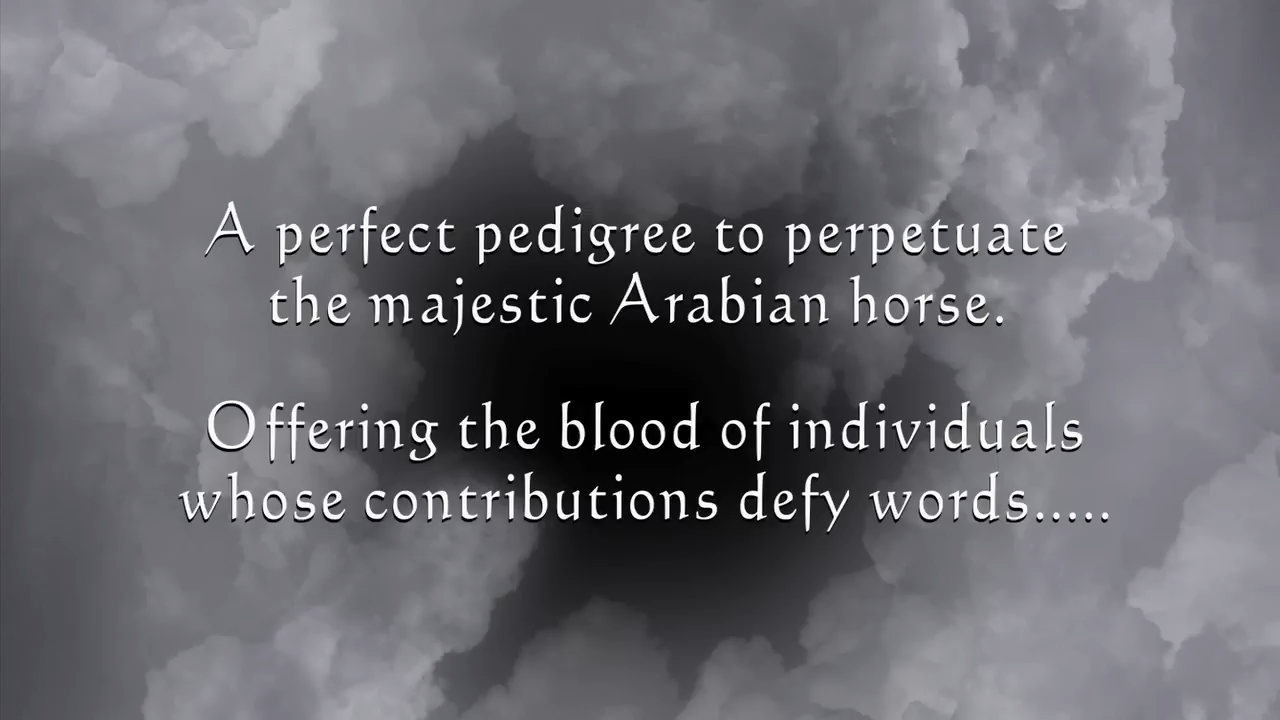 A perfect pedigree to perpetuate
the majestic Arabian horse.
Offering the blood of individuals
whose contributions defy words.....